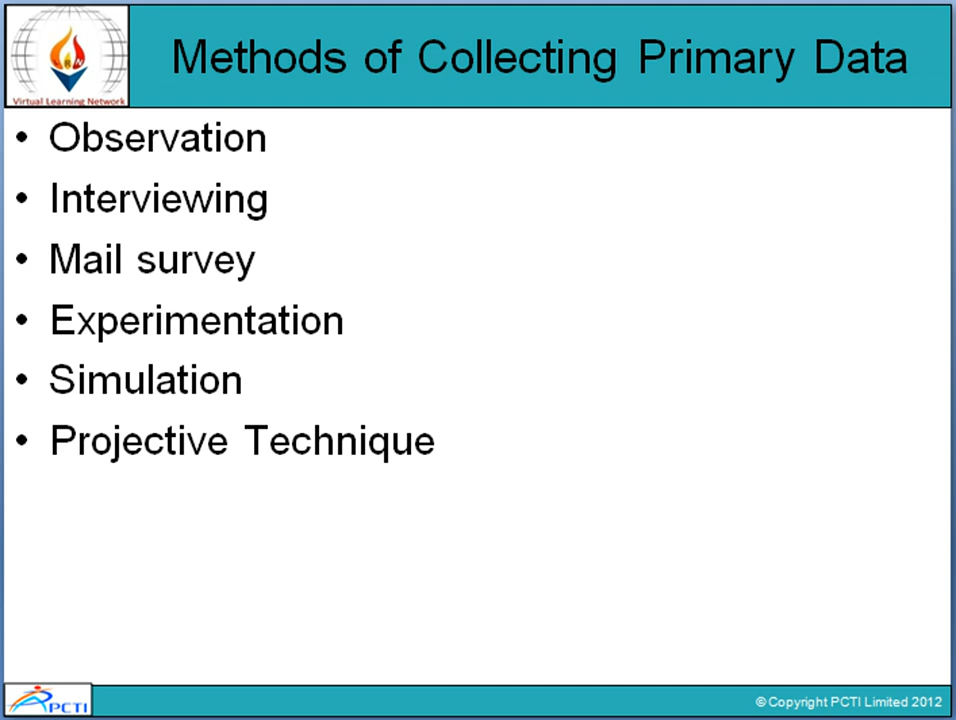 Methods of Collecting Primary Data
Virtual Learning Network
• Observation
• Interviewing
• Mail survey
• Experimentation
• Simulation
• Projective Technique
PCTI
© Copyright PCTI Limited 2012